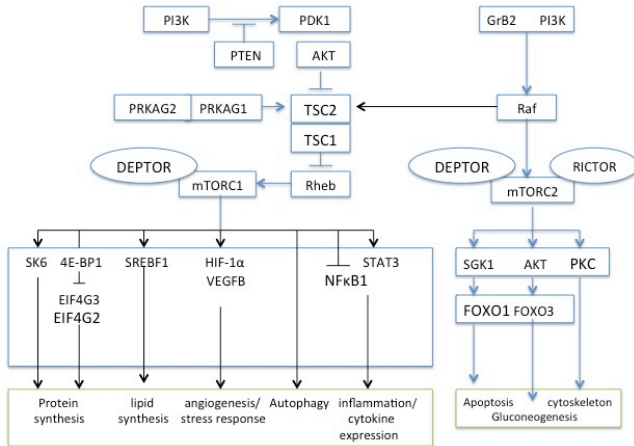 PI3K PDK1 GrB2 PI3K
PTEN AKT
PRKAG2 PRKAG1 TSC2 Raf
TSC1
DEPTOR DEPTOR RICTOR
mTORC1 Rheb mTORC2
SK6 4E-BP1 SREBF1 HIF-1α STAT3 SGK1 AKT PKC
VEGFB NFκB1
EIF4G3
EIF4G2 FOXO1 FOXO3
Protein lipid angiogenesis/ Autophagy inflammation/ Apoptosis cytoskeleton
synthesis synthesis stress response cytokine Gluconeogenesis
expression